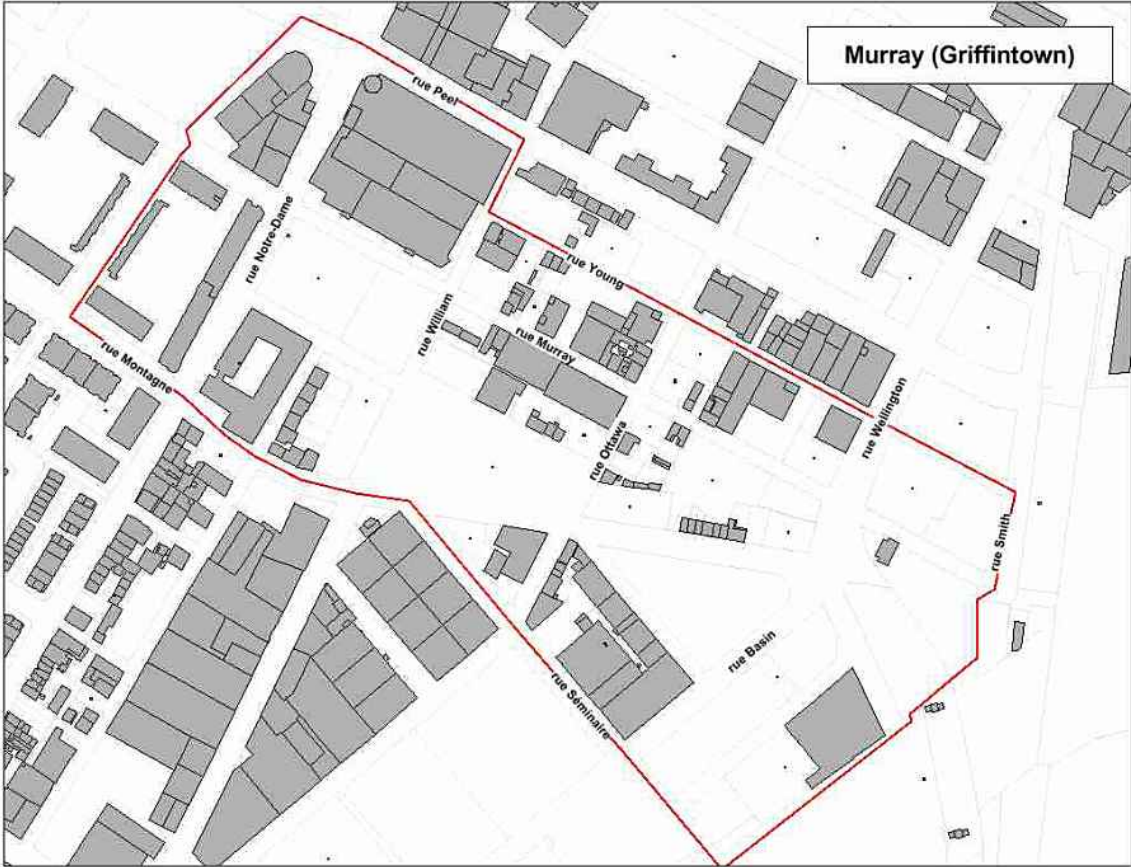 Murray (Griffintown)
rue Peel
rue Notre-Dame
rue Young
rue William
rue Murray
rue Montagne
rue Wellington
rue Ottawa
rue Smith
rue Basin
rue Séminaire